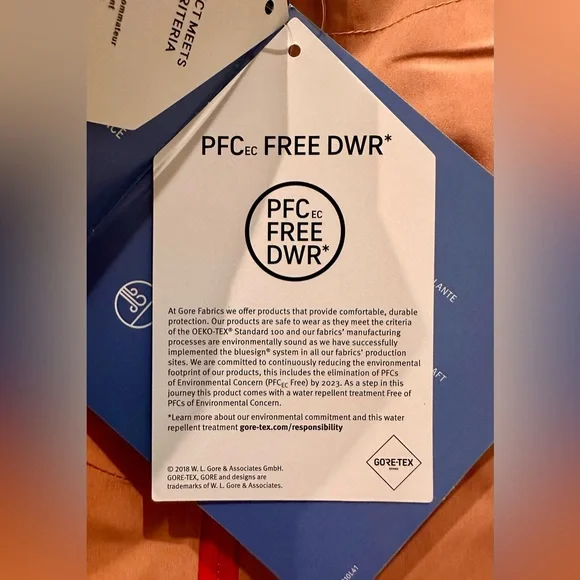 CT MEETS
RITERIA
ommateur
PFCEC FREE DWR*
PFCEC
FREE
DWR*
At Gore Fabrics we offer products that provide comfortable, durable
protection. Our products are safe to wear as they meet the criteria
of the OEKO-TEX® Standard 100 and our fabrics' manufacturing
processes are environmentally sound as we have successfully
implemented the bluesign® system in all our fabrics' production
sites. We are committed to continuously reducing the environmental
footprint of our products, this includes the elimination of PFCs
of Environmental Concern (PFCEC Free) by 2023. As a step in this
journey this product comes with a water repellent treatment Free of
PFCs of Environmental Concern.
*Learn more about our environmental commitment and this water
repellent treatment gore-tex.com/responsibility
GORE-TEX
© 2018 W. L. Gore & Associates GmbH.
GORE-TEX, GORE and designs are
trademarks of W. L. Gore & Associates.
LANTE
AFT